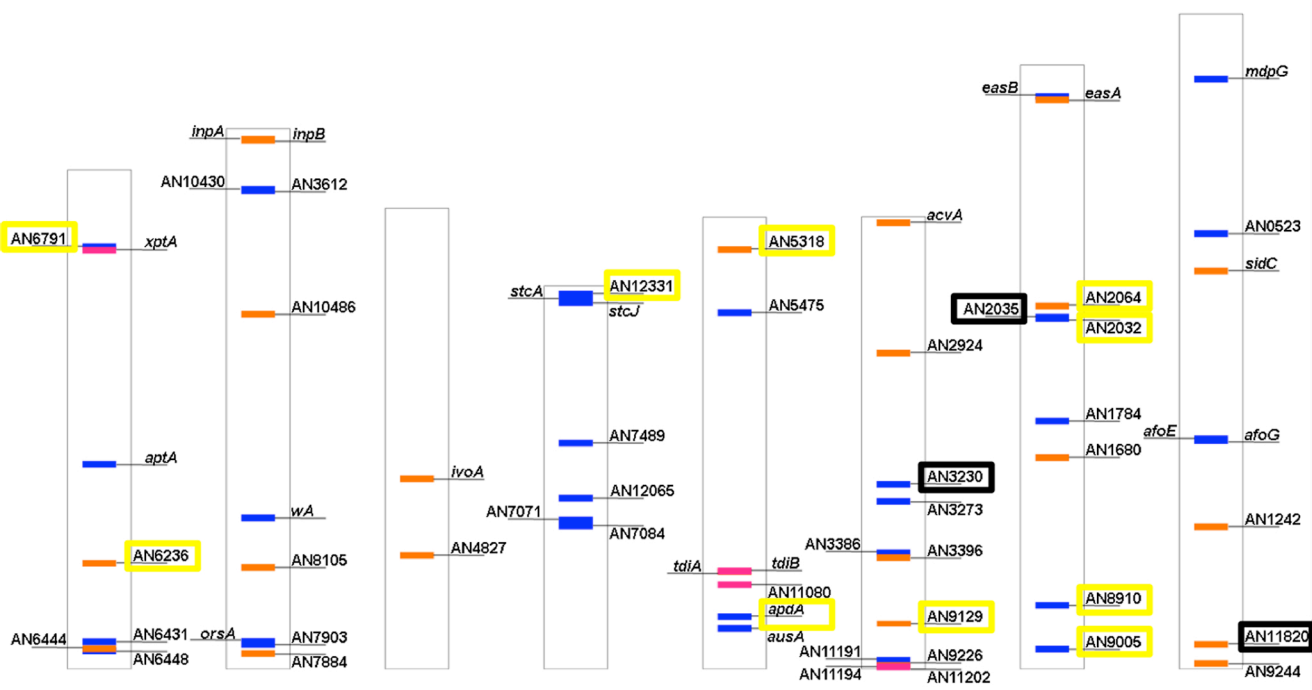 AN6791
xptA
aptA
AN6236
AN6444
AN6431
AN6448
inpA
inpB
AN10430
AN3612
AN10486
wA
AN8105
orsA
AN7903
AN7884
ivoA
AN4827
stcA
AN12331
stcJ
AN7489
AN12065
AN7071
AN7084
AN5318
AN5475
tdiA
tdiB
AN11080
apdA
ausA
acvA
AN2924
AN3230
AN3273
AN3386
AN3396
AN9129
AN11191
AN9226
AN11194
AN11202
easB
easA
AN2064
AN2035
AN2032
AN1784
AN1680
AN8910
AN9005
mdpG
AN0523
sidC
afoE
afoG
AN1242
AN11820
AN9244